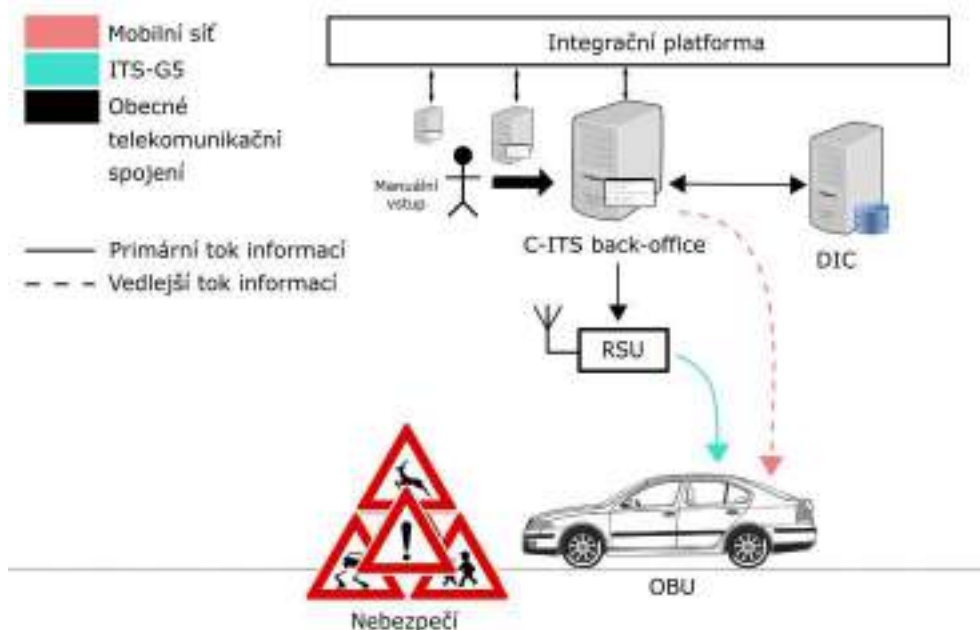 Mobilní síť
ITS-G5
Obecné
telekomunikační
spojení
Primární tok informací
Vedlejší tok informací
Integrační platforma
Manuální
vstup
C-ITS back-office
DIC
RSU
OBU
Nebezpečí